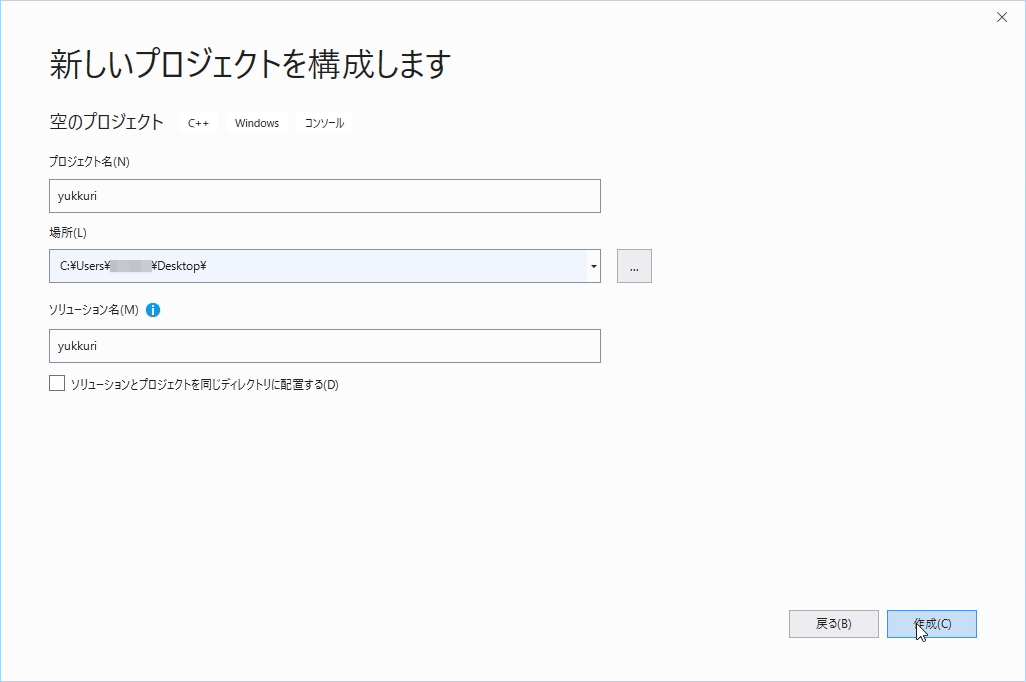 新しいプロジェクトを構成します
空のプロジェクト C++ Windows コンソール
プロジェクト名(N)
yukkuri
場所(L)
C:¥Users¥ ¥Desktop¥
...
ソリューション名(M)
yukkuri
ソリューションとプロジェクトを同じディレクトリに配置する(D)
戻る(B) 作成(C)